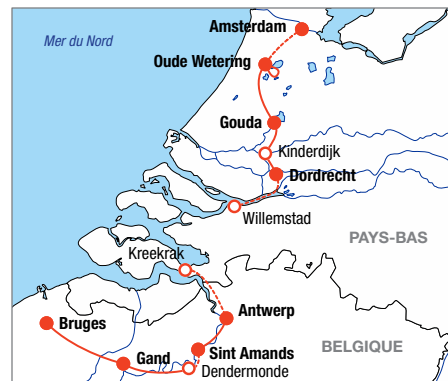 Amsterdam
Mer du Nord
Oude Wetering
Gouda
Kinderdijk
Dordrecht
Willemstad
PAYS-BAS
Kreekrak
Antwerp
Bruges
Gand
Sint Amands
BELGIQUE
Dendermonde